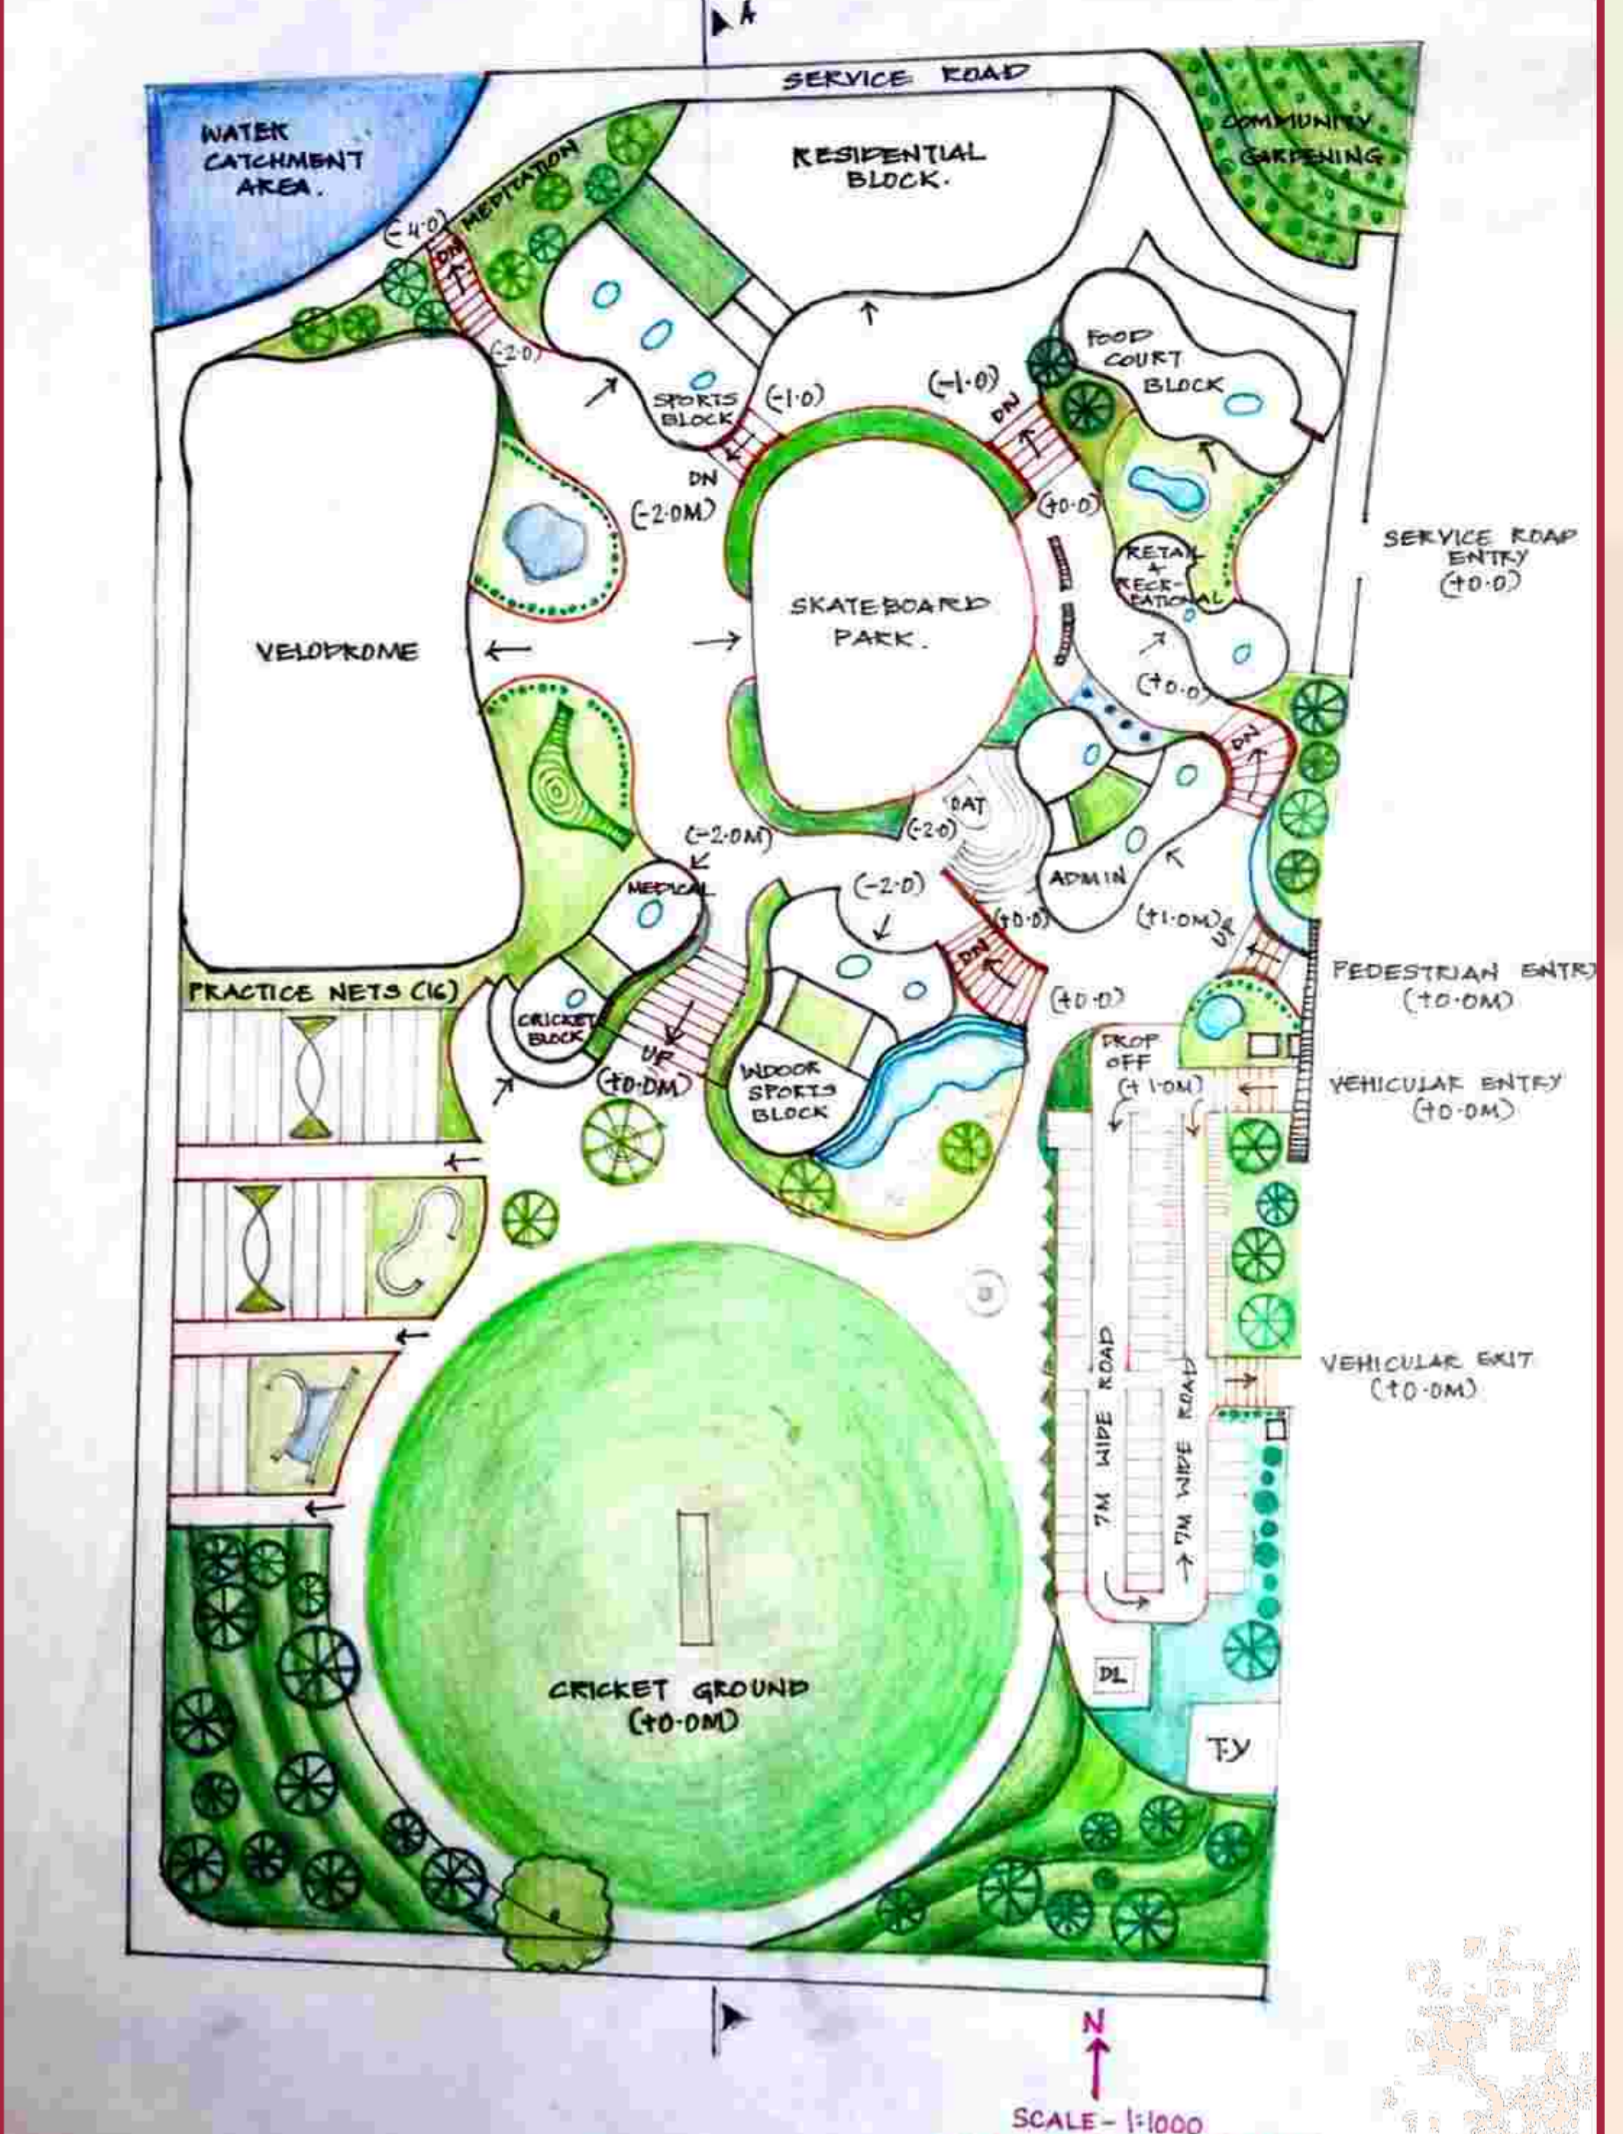 A
SERVICE ROAD
WATER
CATCHMENT
AREA.
RESIDENTIAL
BLOCK.
COMMUNITY
GARDENING
MEDITATION
(-4.0)
DN
(-2.0)
SPORTS
BLOCK
(-1.0)
DN
(-2.0M)
(-1.0)
DN
FOOD
COURT
BLOCK
(+0.0)
SERVICE ROAD
ENTRY
(+0.0)
RETAIL
&
RECR-
EATIONAL
VELODROME
SKATEBOARD
PARK.
(+0.0)
DN
OAT
(-2.0M)
(-2.0)
MEDICAL
(-2.0)
ADMIN
(+0.0)
(+1.0M)
UP
DN
(+0.0)
PEDESTRIAN ENTRY
(+0.0M)
PRACTICE NETS (16)
CRICKET
BLOCK
UP
(+0.0M)
INDOOR
SPORTS
BLOCK
DROP
OFF
(+1.0M)
VEHICULAR ENTRY
(+0.0M)
VEHICULAR EXIT
(+0.0M)
7M WIDE ROAD
7M WIDE ROAD
DL
CRICKET GROUND
(+0.0M)
T.Y
N
SCALE - 1:1000